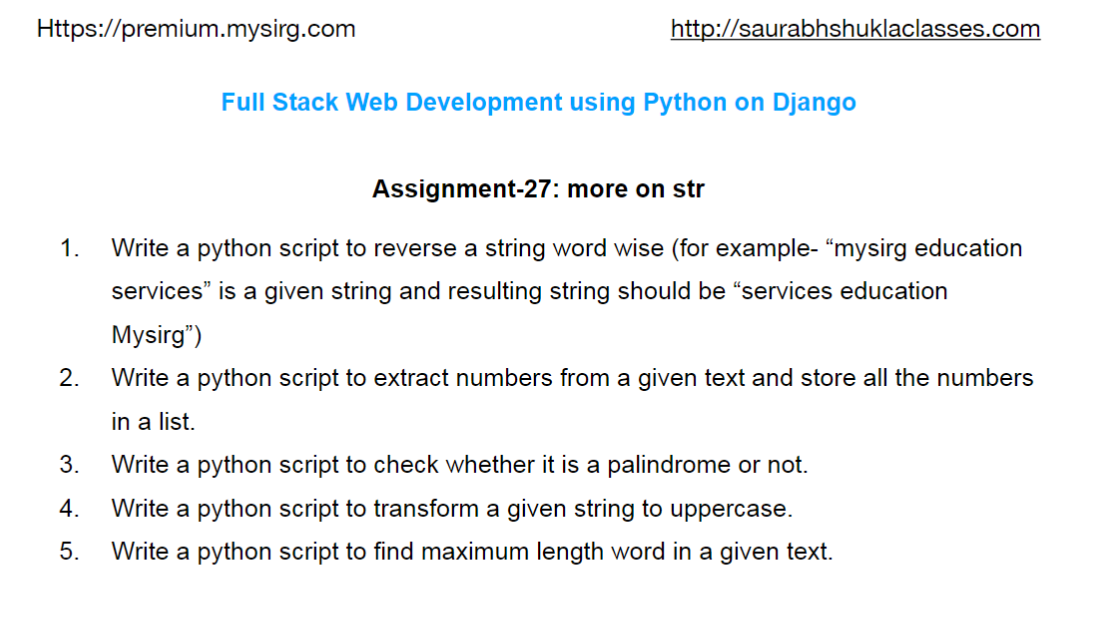 Https://premium.mysirg.com http://saurabhshuklaclasses.com
Full Stack Web Development using Python on Django
Assignment-27: more on str
1. Write a python script to reverse a string word wise (for example- “mysirg education
services” is a given string and resulting string should be “services education
Mysirg”)
2. Write a python script to extract numbers from a given text and store all the numbers
in a list.
3. Write a python script to check whether it is a palindrome or not.
4. Write a python script to transform a given string to uppercase.
5. Write a python script to find maximum length word in a given text.